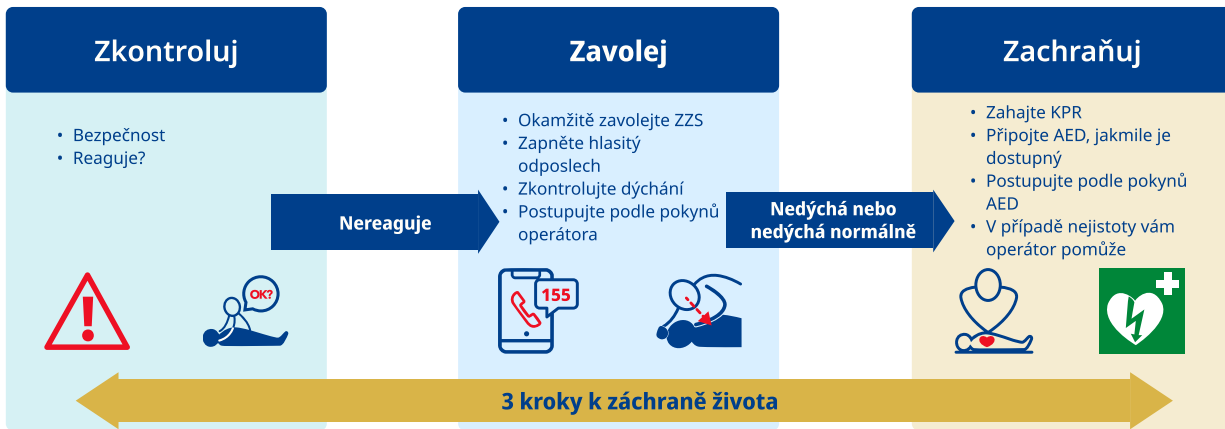 Zkontroluj
• Bezpečnost
• Reaguje?
OK?
Nereaguje
Zavolej
• Okamžitě zavolejte ZZS
• Zapněte hlasitý
odposlech
• Zkontrolujte dýchání
• Postupujte podle pokynů
operátora
155
Nedýchá nebo
nedýchá normálně
Zachraňuj
• Zahajte KPR
• Připojte AED, jakmile je
dostupný
• Postupujte podle pokynů
AED
• V případě nejistoty vám
operátor pomůže
3 kroky k záchraně života